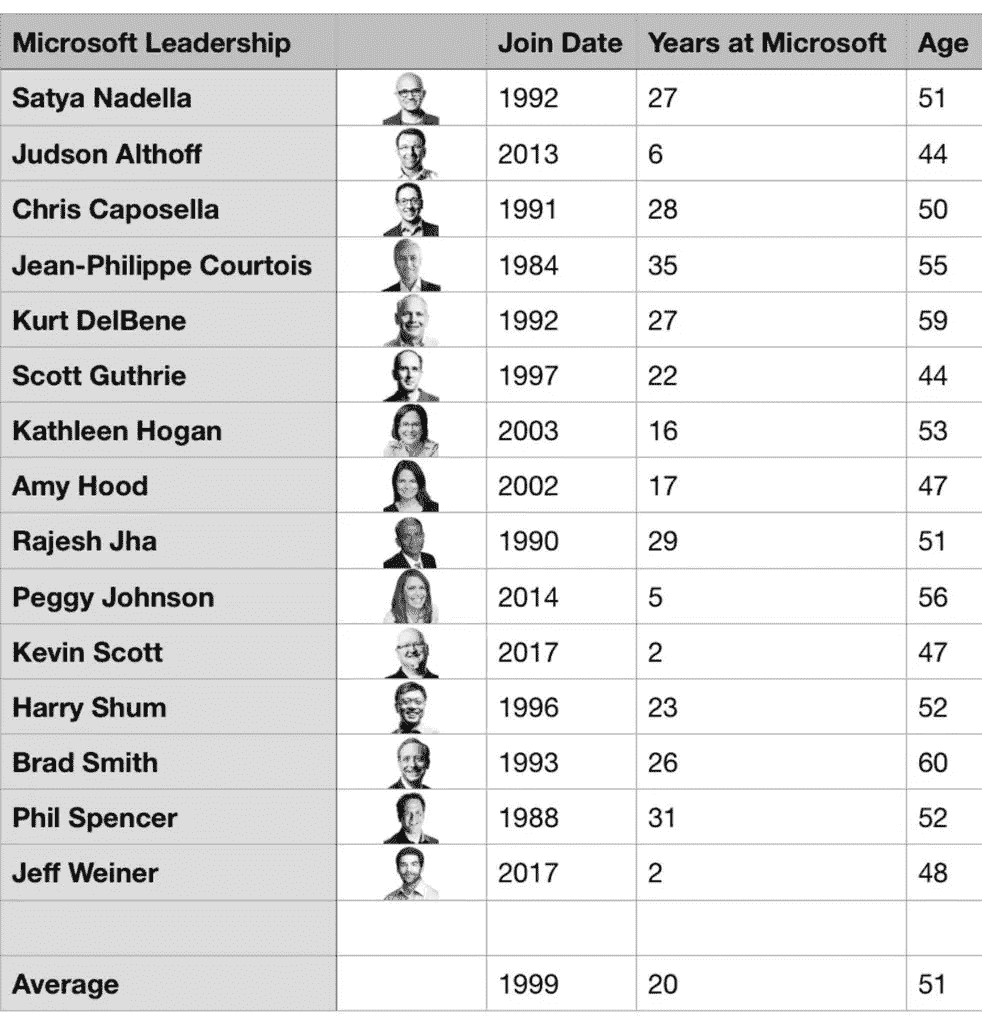 Microsoft Leadership Join Date Years at Microsoft Age
Satya Nadella 1992 27 51
Judson Althoff 2013 6 44
Chris Caposella 1991 28 50
Jean-Philippe Courtois 1984 35 55
Kurt DelBene 1992 27 59
Scott Guthrie 1997 22 44
Kathleen Hogan 2003 16 53
Amy Hood 2002 17 47
Rajesh Jha 1990 29 51
Peggy Johnson 2014 5 56
Kevin Scott 2017 2 47
Harry Shum 1996 23 52
Brad Smith 1993 26 60
Phil Spencer 1988 31 52
Jeff Weiner 2017 2 48
Average 1999 20 51